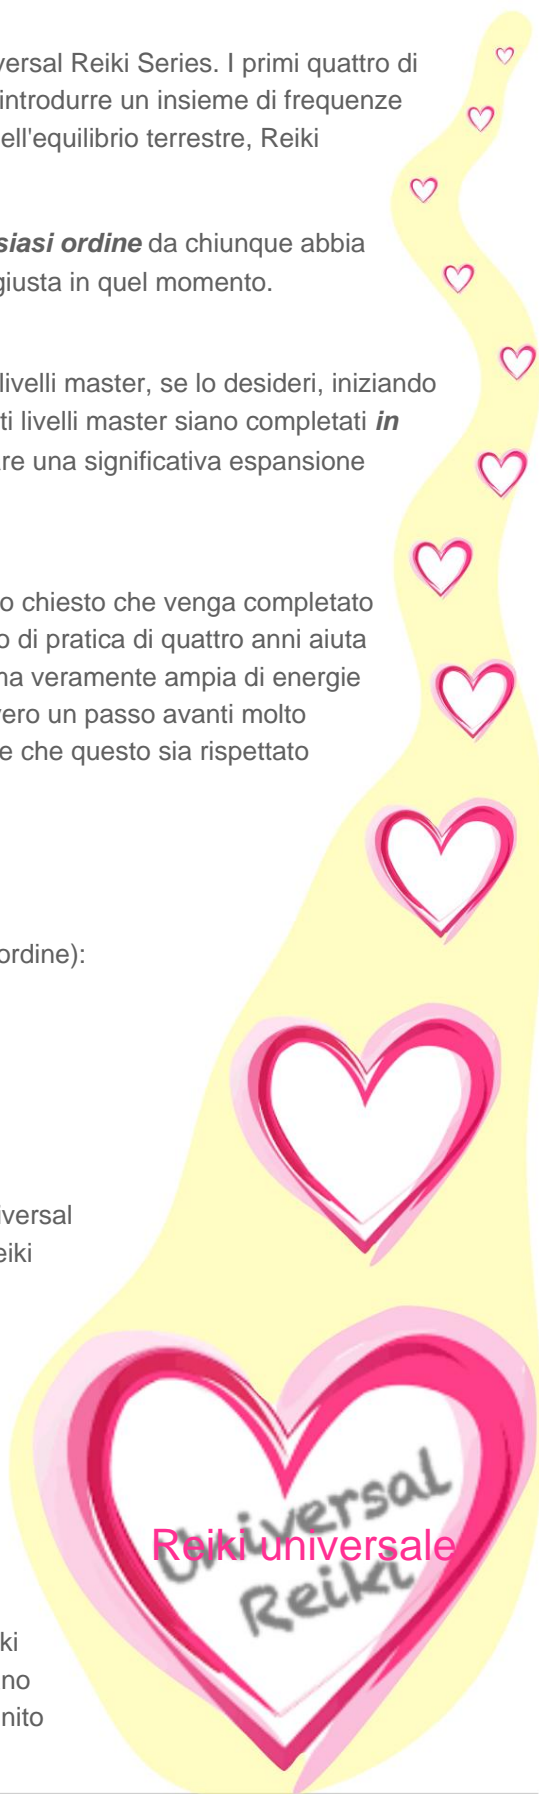 versal Reiki Series. I primi quattro di
introdurre un insieme di frequenze
ell'equilibrio terrestre, Reiki
siasi ordine da chiunque abbia
giusta in quel momento.
livelli master, se lo desideri, iniziando
ti livelli master siano completati in
re una significativa espansione
o chiesto che venga completato
o di pratica di quattro anni aiuta
na veramente ampia di energie
vero un passo avanti molto
e che questo sia rispettato
ordine):
iversal
eiki
Universal
Reiki universale
Reiki
ki
no
nito